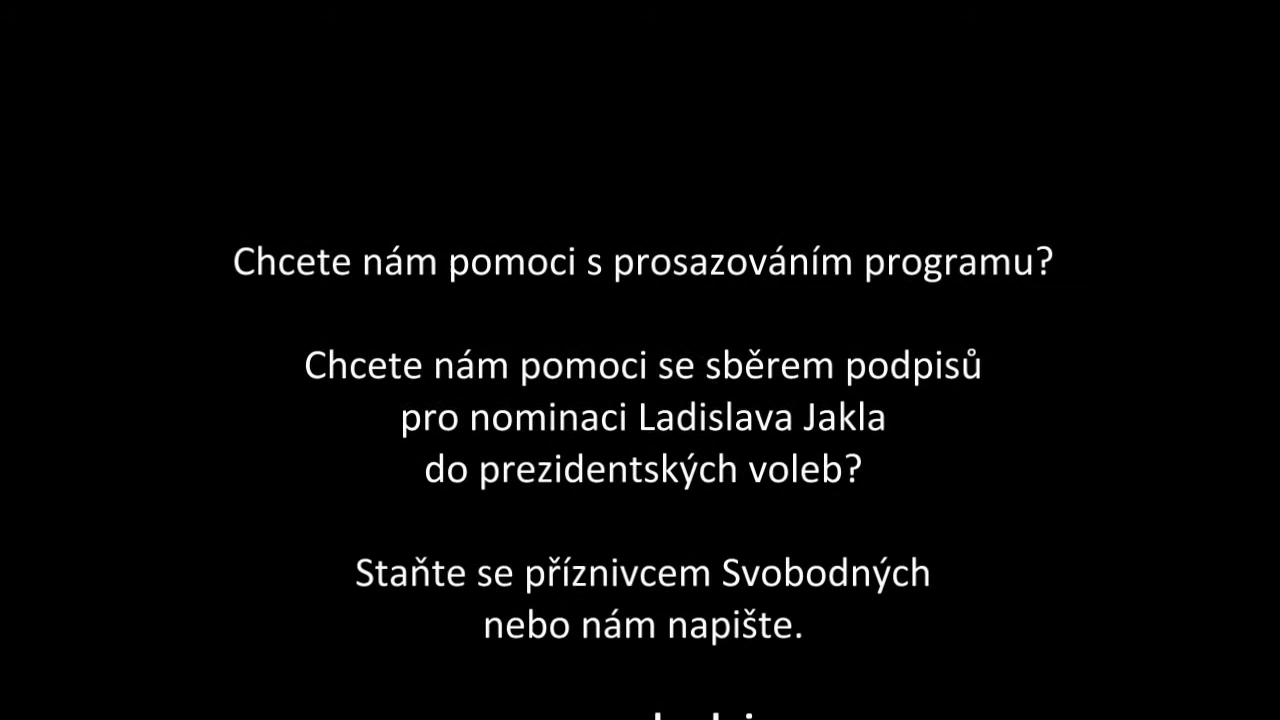 Chcete nám pomoci s prosazováním programu?
Chcete nám pomoci se sběrem podpisů
pro nominaci Ladislava Jakla
do prezidentských voleb?
Staňte se příznivcem Svobodných
nebo nám napište.